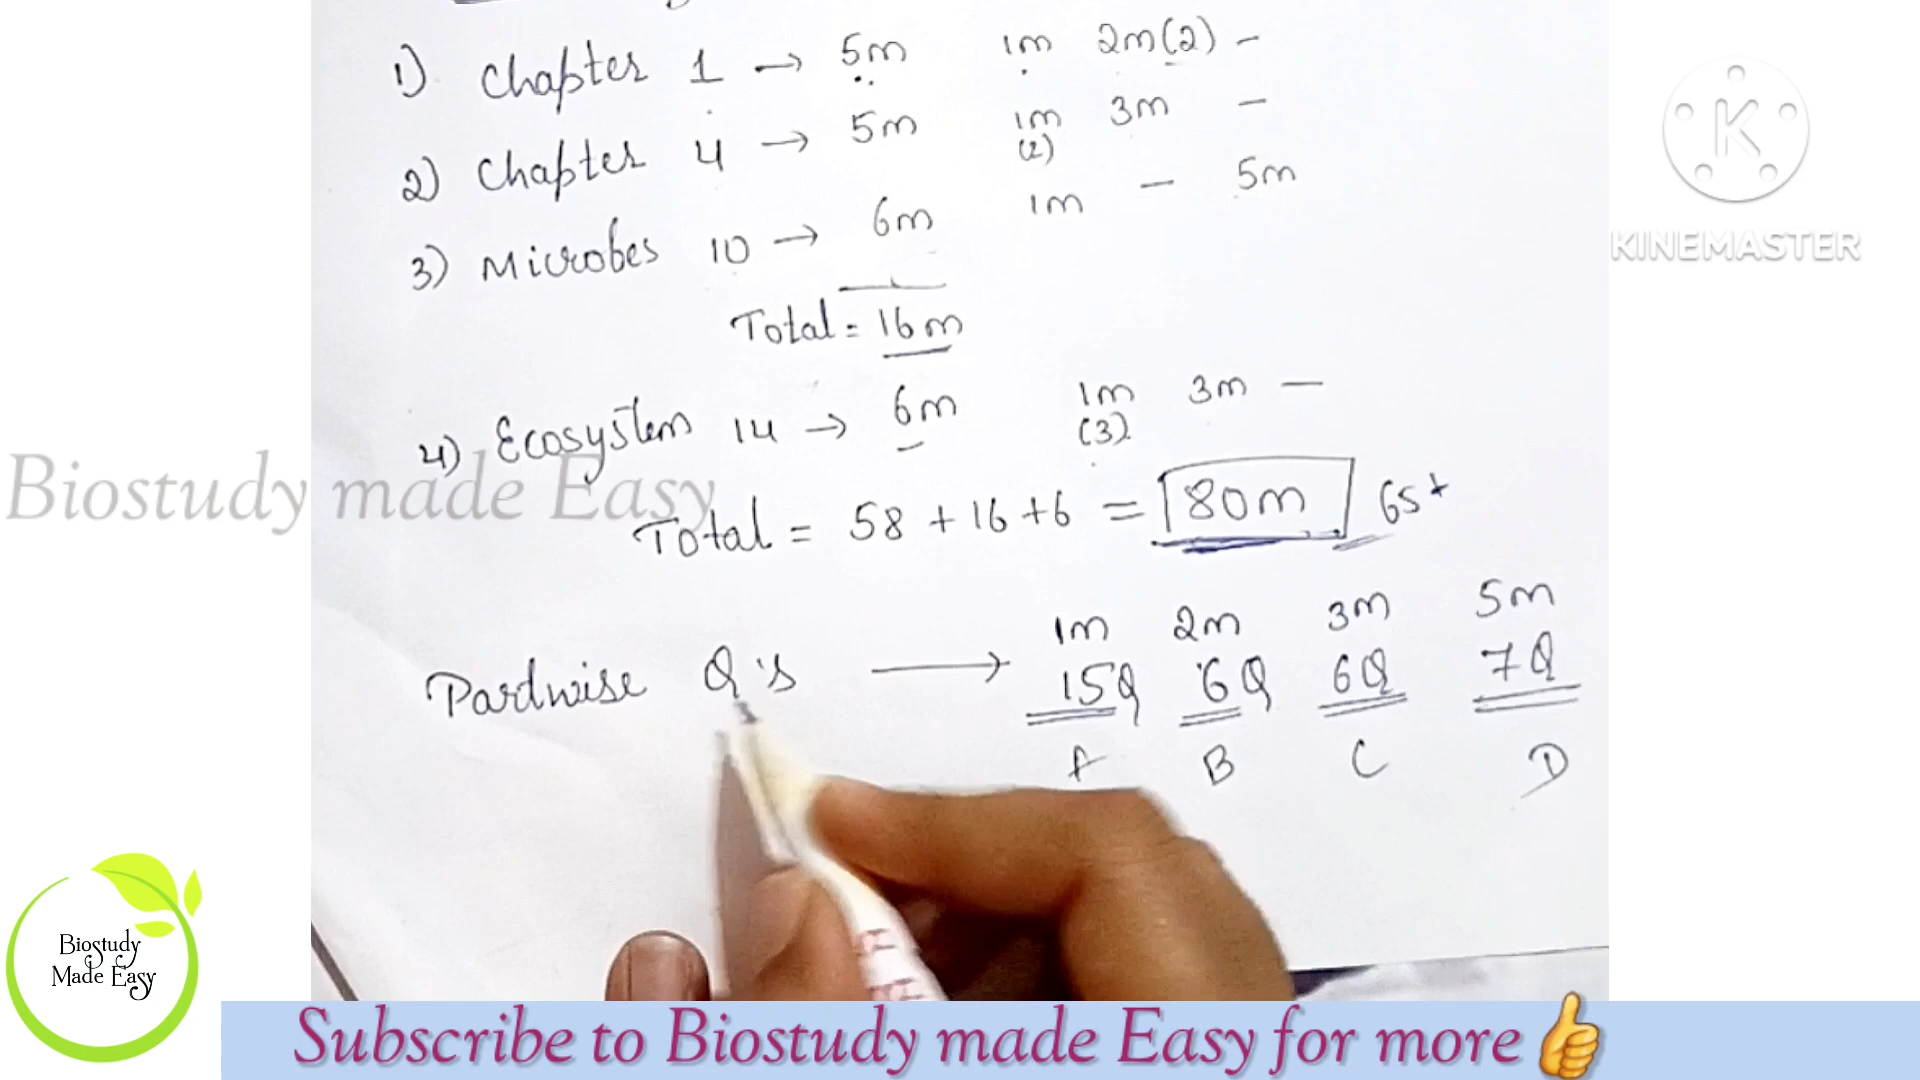 1) Chapter 1 → 5m 1m 2m(2) -
2) Chapter 4 → 5m 1m (2) 3m -
3) Microbes 10 → 6m 1m - 5m
Total = 16m
4) Ecosystem 14 → 6m 1m (3) 3m -
Total = 58 + 16 + 6 = 80m 65+
1m 2m 3m 5m
Partwise Q's → 15Q 6Q 6Q 7Q
A B C D
KINEMASTER
Biostudy made Easy
Biostudy
Made Easy
Subscribe to Biostudy made Easy for more